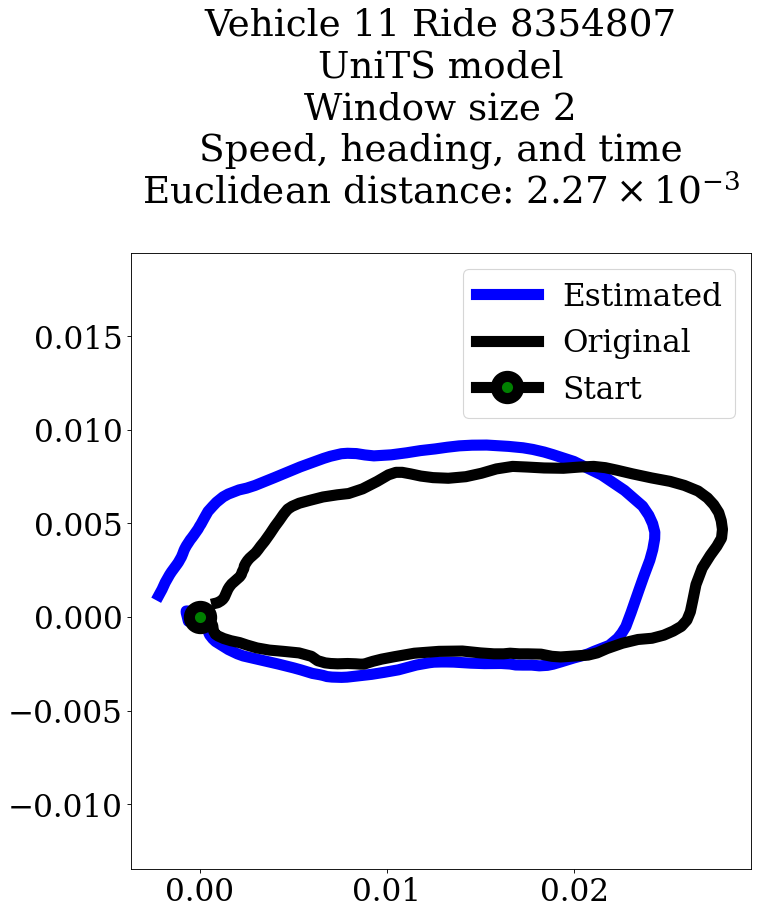 Vehicle 11 Ride 8354807
UniTS model
Window size 2
Speed, heading, and time
Euclidean distance: 2.27 × 10⁻³
Estimated
Original
Start
0.015
0.010
0.005
0.000
−0.005
−0.010
0.00 0.01 0.02